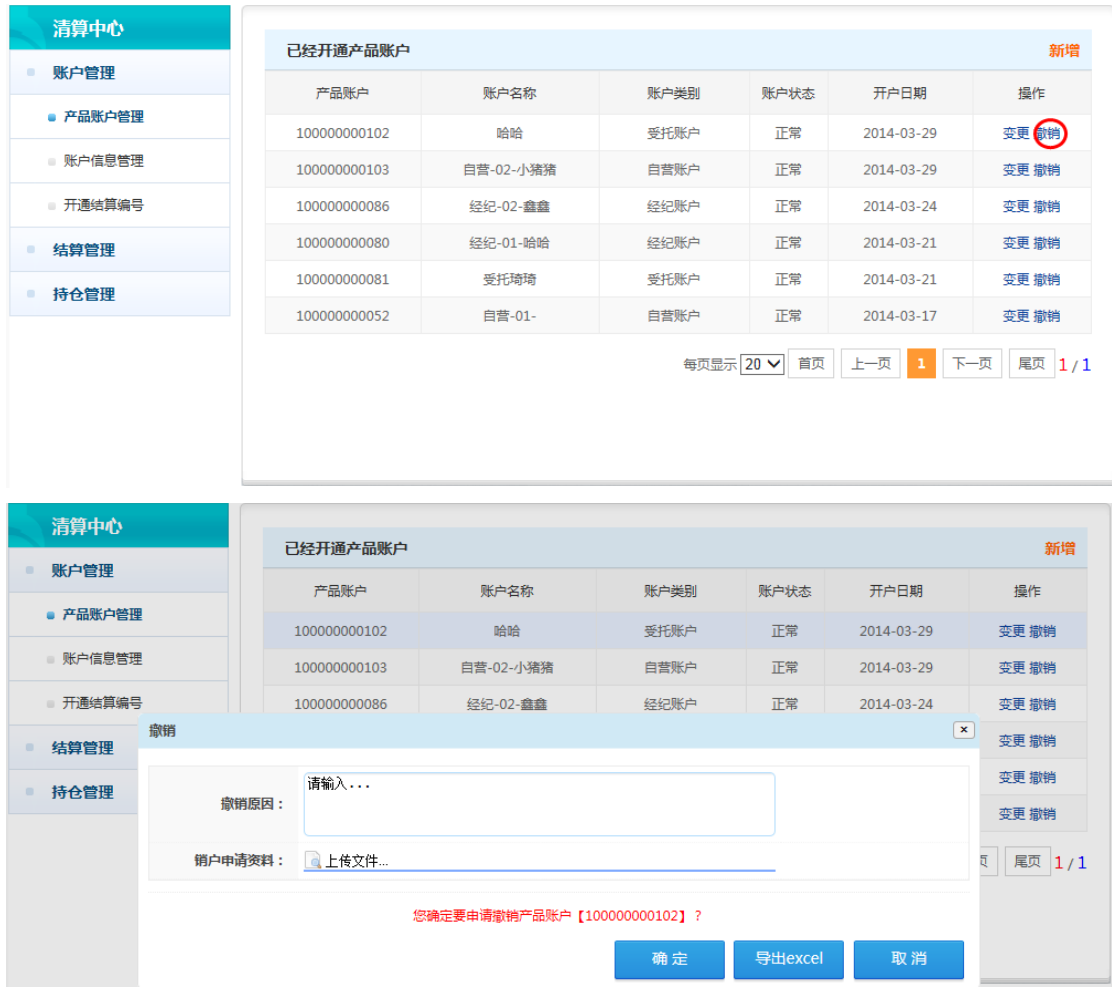 清算中心
账户管理
产品账户管理
账户信息管理
开通结算编号
结算管理
持仓管理
已经开通产品账户 新增
产品账户 账户名称 账户类别 账户状态 开户日期 操作
100000000102 哈哈 受托账户 正常 2014-03-29 变更 撤销
100000000103 自营-02-小猪猪 自营账户 正常 2014-03-29 变更 撤销
100000000086 经纪-02-鑫鑫 经纪账户 正常 2014-03-24 变更 撤销
100000000080 经纪-01-哈哈 经纪账户 正常 2014-03-21 变更 撤销
100000000081 受托琦琦 受托账户 正常 2014-03-21 变更 撤销
100000000052 自营-01- 自营账户 正常 2014-03-17 变更 撤销
每页显示 20 首页 上一页 1 下一页 尾页 1 / 1
清算中心
账户管理
产品账户管理
账户信息管理
开通结算编号
结算管理
持仓管理
已经开通产品账户 新增
产品账户 账户名称 账户类别 账户状态 开户日期 操作
100000000102 哈哈 受托账户 正常 2014-03-29 变更 撤销
100000000103 自营-02-小猪猪 自营账户 正常 2014-03-29 变更 撤销
100000000086 经纪-02-鑫鑫 经纪账户 正常 2014-03-24 变更 撤销
变更 撤销
变更 撤销
变更 撤销
页 尾页 1 / 1
撤销 x
撤销原因： 请输入...
销户申请资料： 上传文件...
您确定要申请撤销产品账户【100000000102】？
确 定 导出excel 取 消